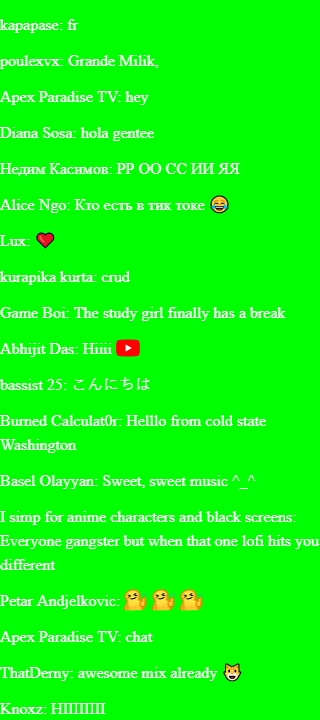 kapapase: fr
poulexvx: Grande Milik,
Apex Paradise TV: hey
Diana Sosa: hola gentee
Недим Касимов: РР ОО СС ИИ ЯЯ
Alice Ngo: Кто есть в тик токе 😂
Lux: ❤️
kurapika kurta: crud
Game Boi: The study girl finally has a break
Abhijit Das: Hiiii
bassist 25: こんにちは
Burned Calculat0r: Helllo from cold state
Washington
Basel Olayyan: Sweet, sweet music ^_^
I simp for anime characters and black screens:
Everyone gangster but when that one lofi hits you
different
Petar Andjelkovic:
Apex Paradise TV: chat
ThatDerny: awesome mix already 😺
Knoxz: HIIIIIIII